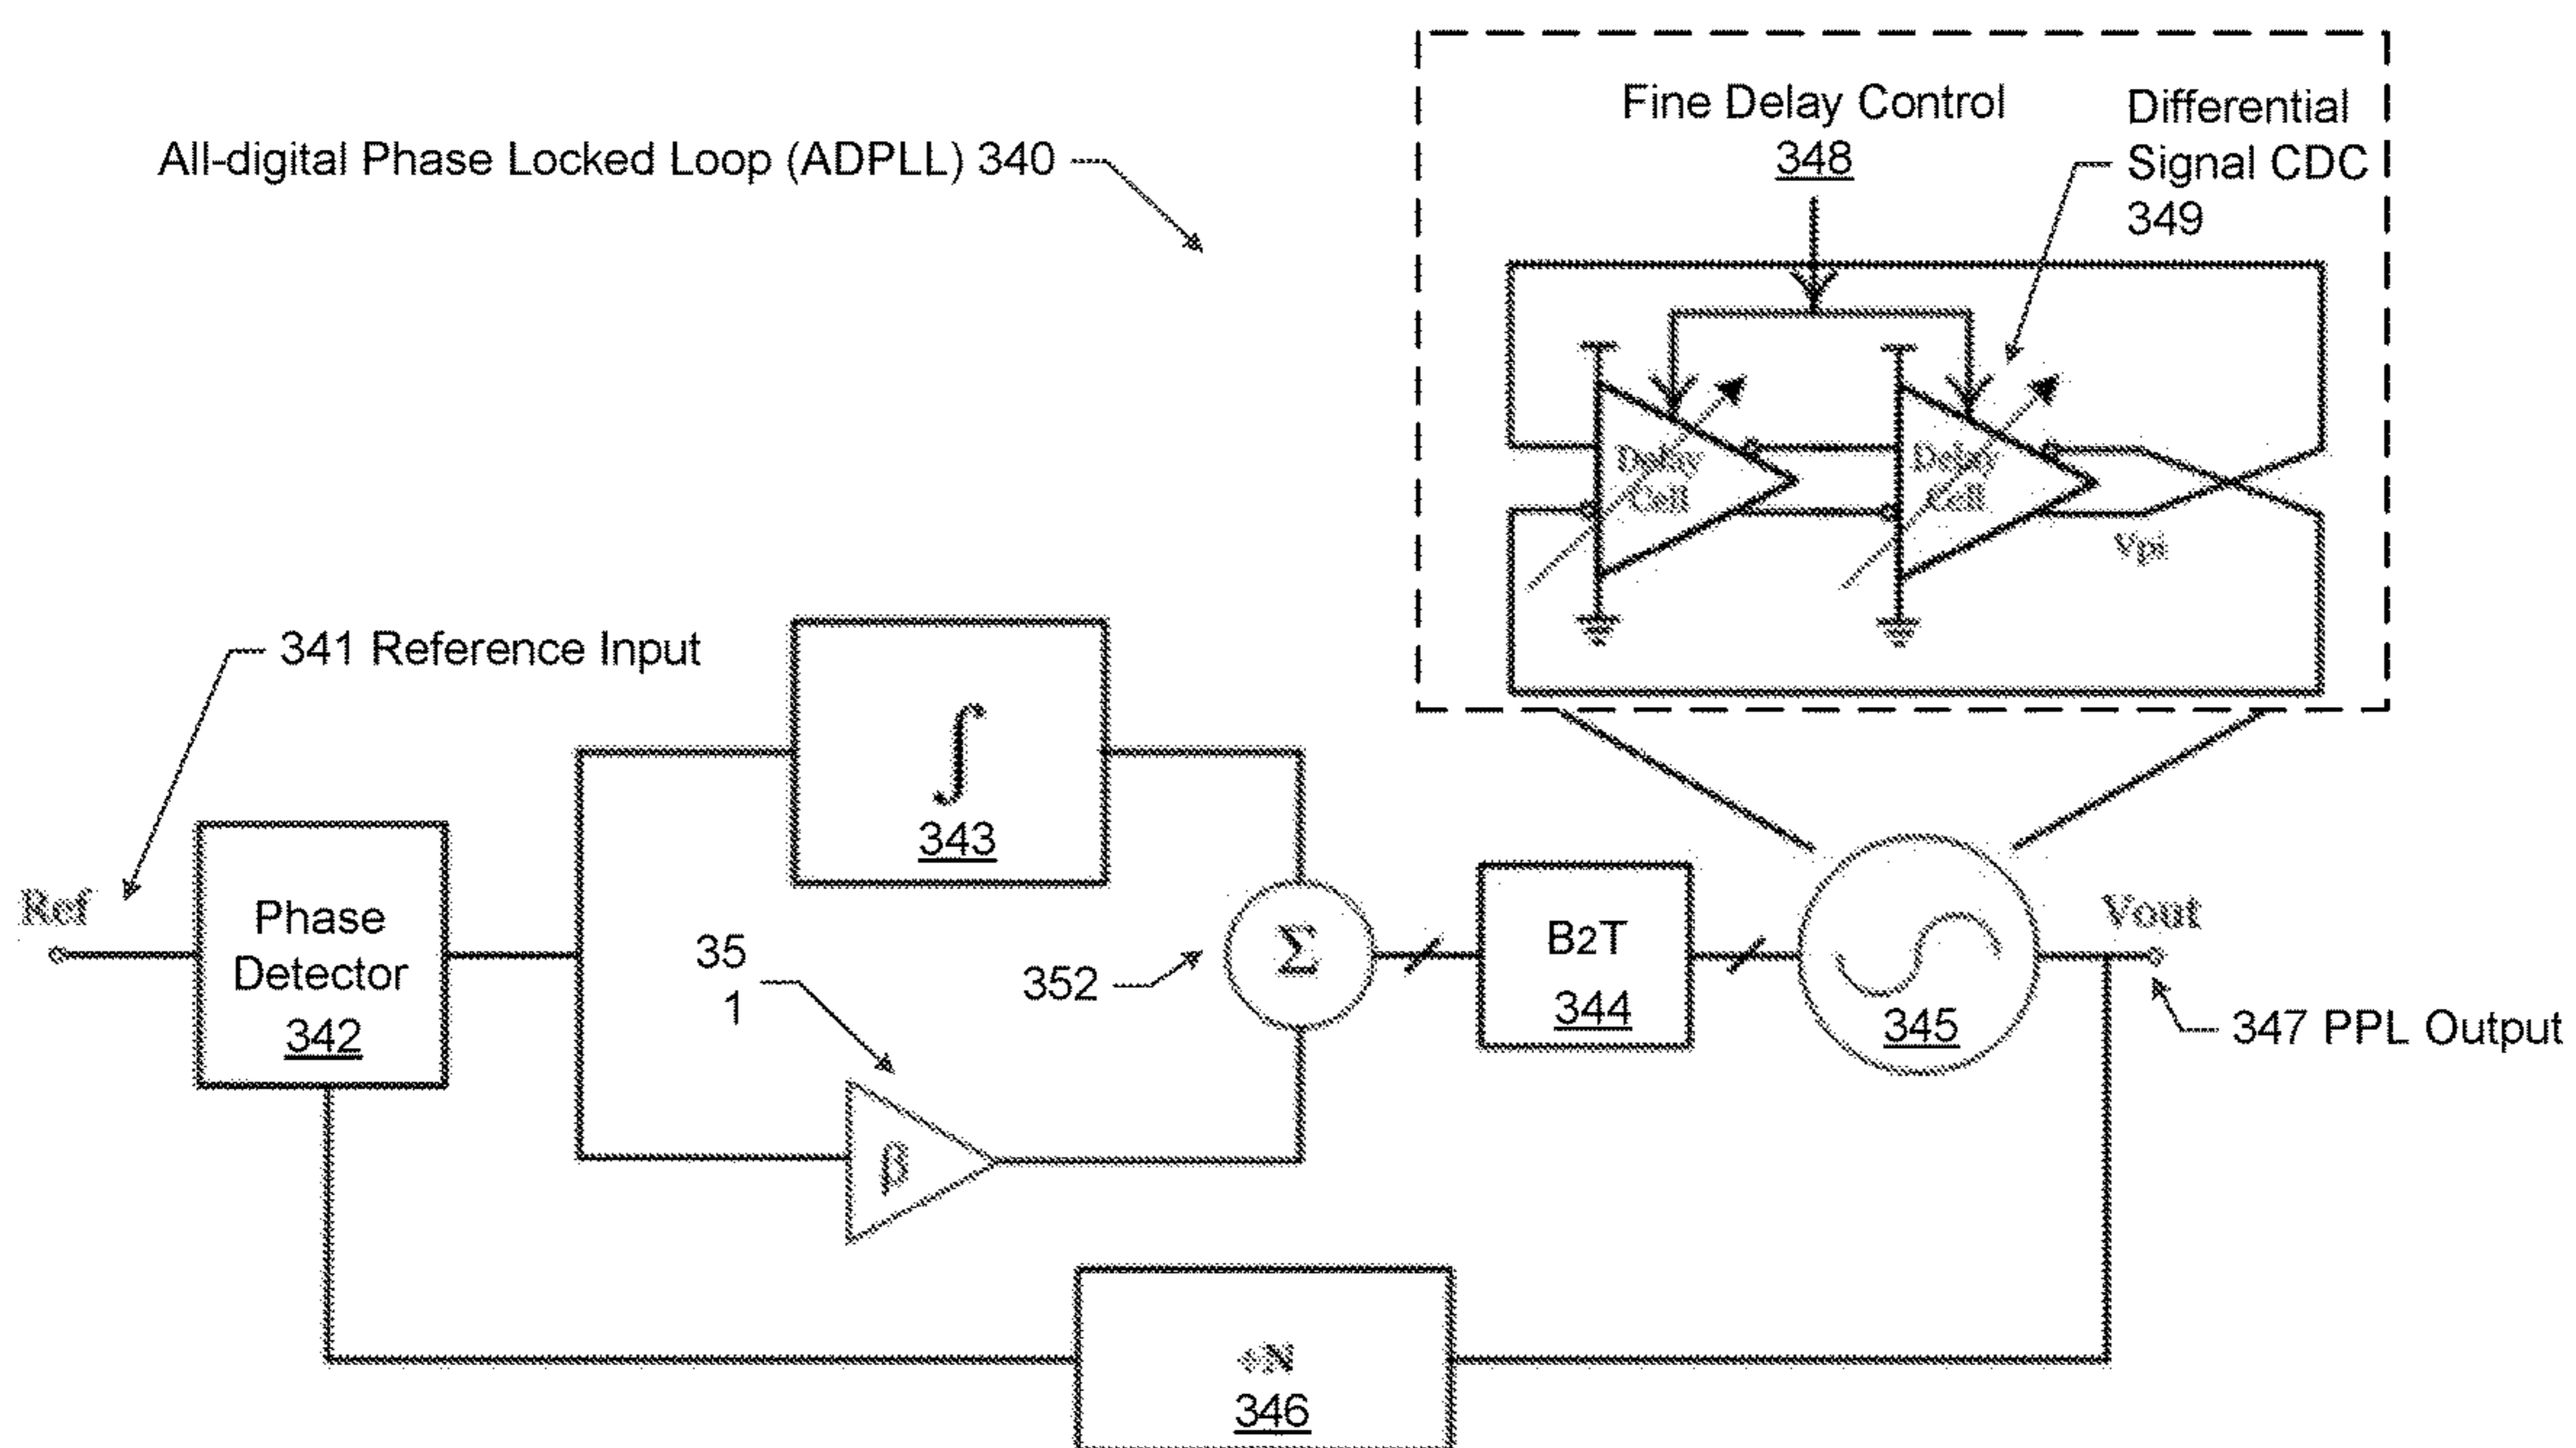 All-digital Phase Locked Loop (ADPLL) 340
Fine Delay Control
348
Differential
Signal CDC
349
Delay
Cell
Delay
Cell
Vpi
341 Reference Input
Ref
Phase
Detector
342
∫
343
35
1
β
352
Σ
B2T
344
345
Vout
347 PPL Output
÷N
346